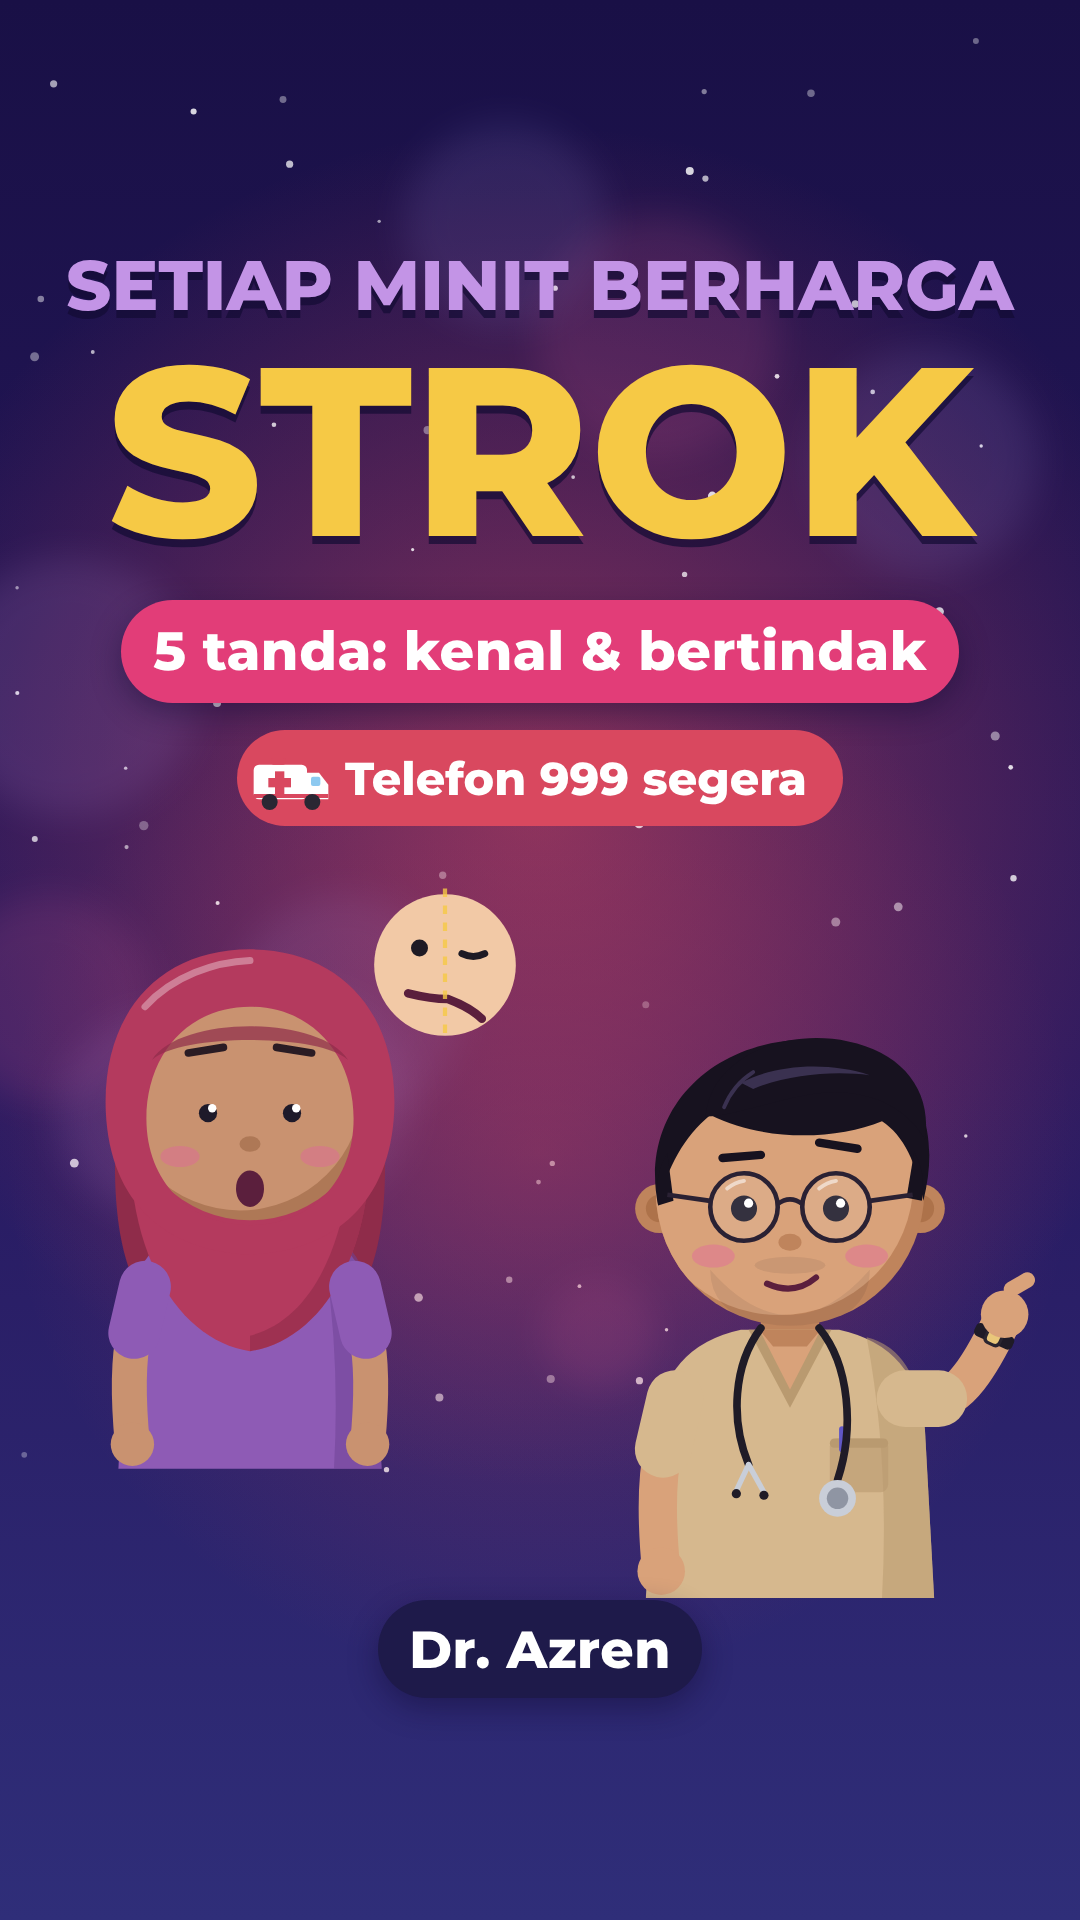 SETIAP MINIT BERHARGA
STROK
5 tanda: kenal & bertindak
Telefon 999 segera
Dr. Azren